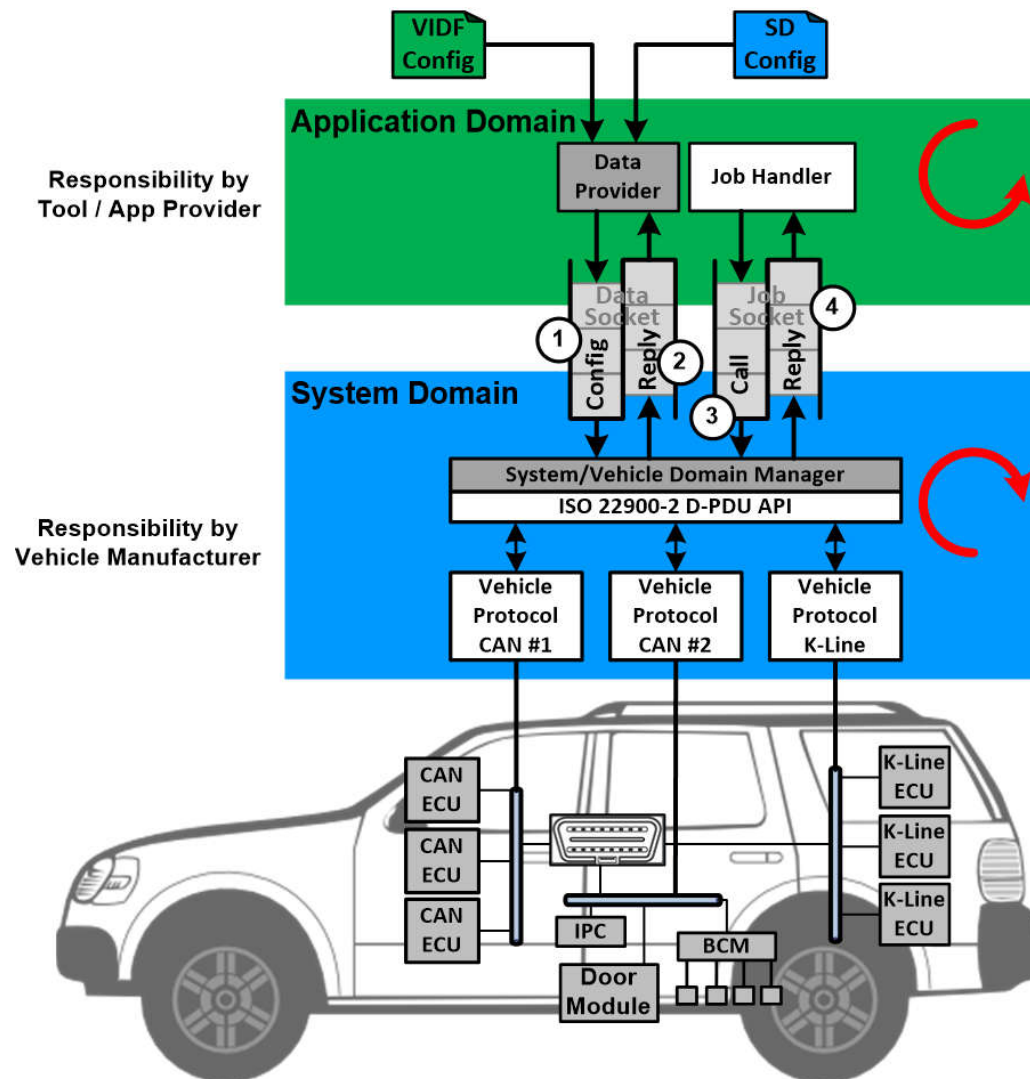 VIDF
Config
SD
Config
Application Domain
Responsibility by
Tool / App Provider
Data
Provider
Job Handler
Data
Socket
Job
Socket
1
Config
2
Reply
3
Call
4
Reply
System Domain
System/Vehicle Domain Manager
ISO 22900-2 D-PDU API
Responsibility by
Vehicle Manufacturer
Vehicle
Protocol
CAN #1
Vehicle
Protocol
CAN #2
Vehicle
Protocol
K-Line
CAN
ECU
CAN
ECU
CAN
ECU
K-Line
ECU
K-Line
ECU
K-Line
ECU
IPC
BCM
Door
Module